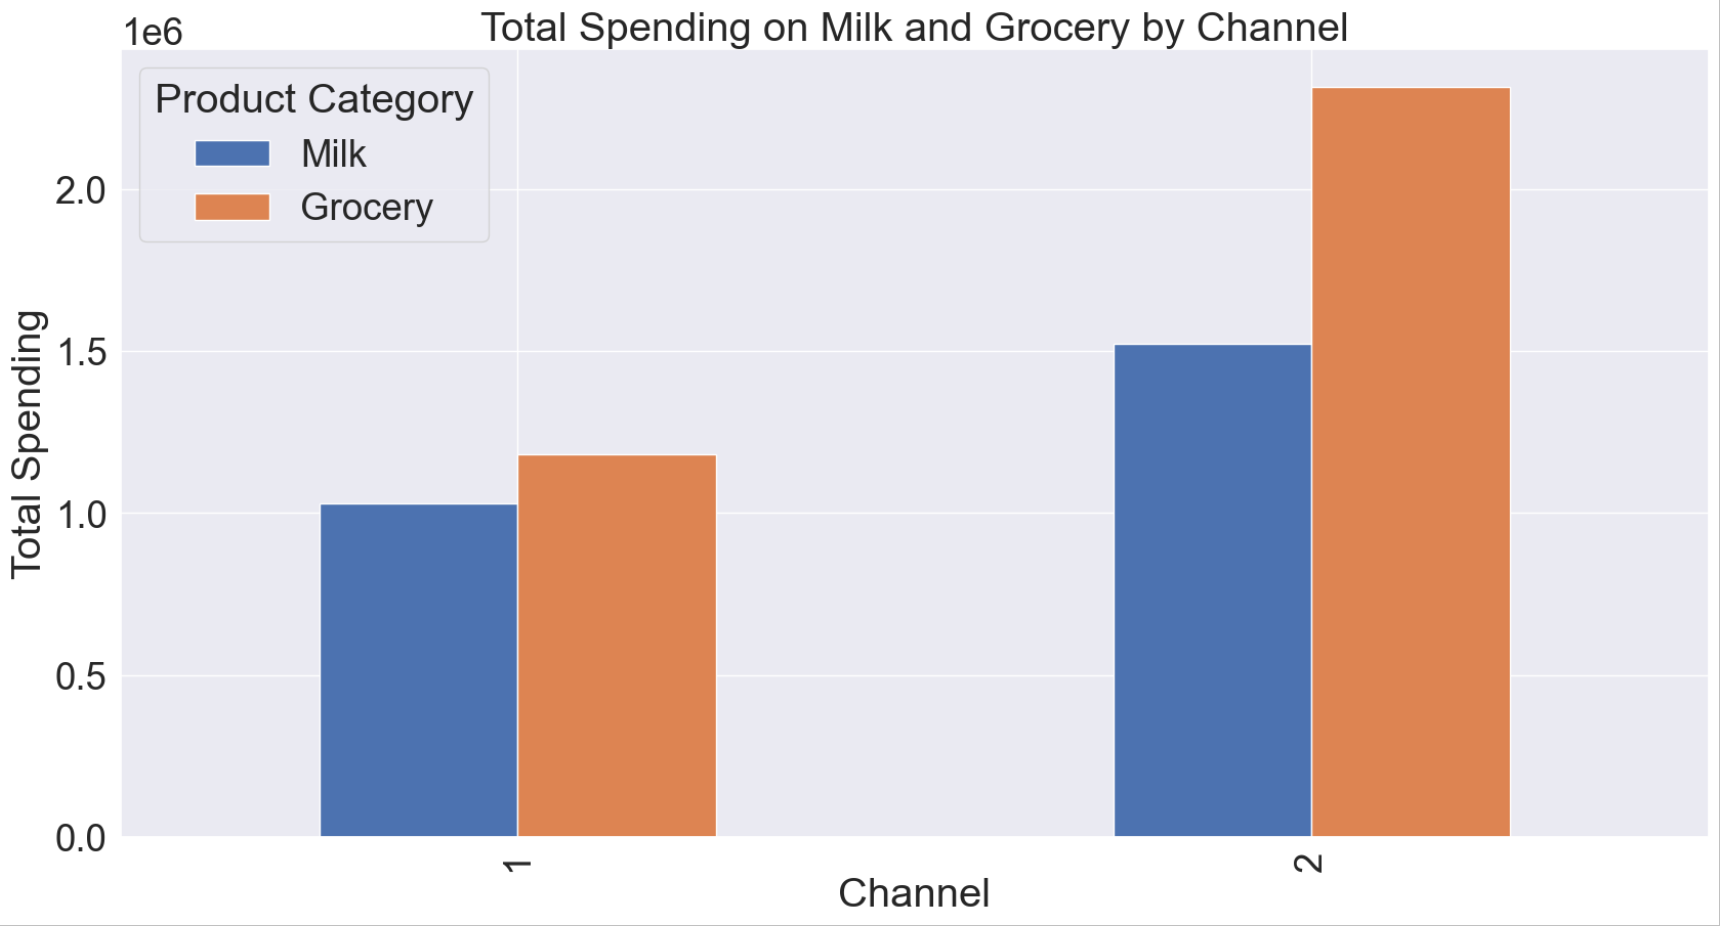 Total Spending on Milk and Grocery by Channel
1e6
Product Category
Milk
Grocery
2.0
1.5
1.0
0.5
0.0
Total Spending
1
2
Channel